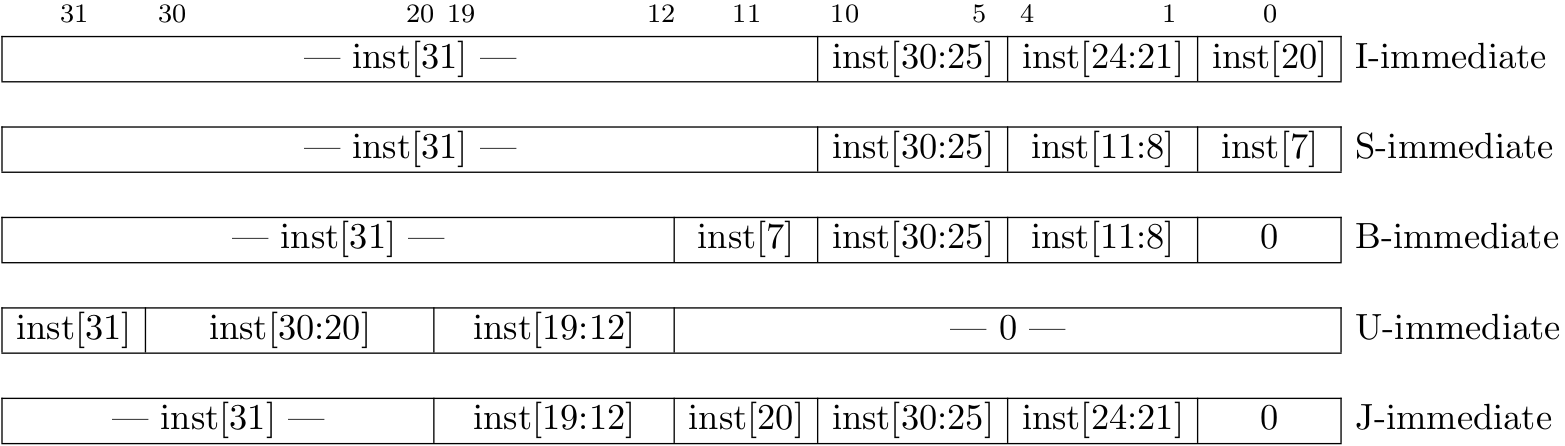 31 30 20 19 12 11 10 5 4 1 0
— inst[31] — inst[30:25] inst[24:21] inst[20] I-immediate
— inst[31] — inst[30:25] inst[11:8] inst[7] S-immediate
— inst[31] — inst[7] inst[30:25] inst[11:8] 0 B-immediate
inst[31] inst[30:20] inst[19:12] — 0 — U-immediate
— inst[31] — inst[19:12] inst[20] inst[30:25] inst[24:21] 0 J-immediate